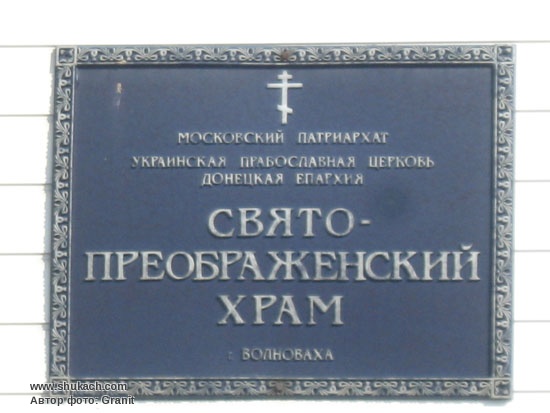 МОСКОВСКИЙ ПАТРИАРХАТ
УКРАИНСКАЯ ПРАВОСЛАВНАЯ ЦЕРКОВЬ
ДОНЕЦКАЯ ЕПАРХИЯ
СВЯТО-
ПРЕОБРАЖЕНСКИЙ
ХРАМ
г. ВОЛНОВАХА
www.shukach.com
Автор фото: Granit